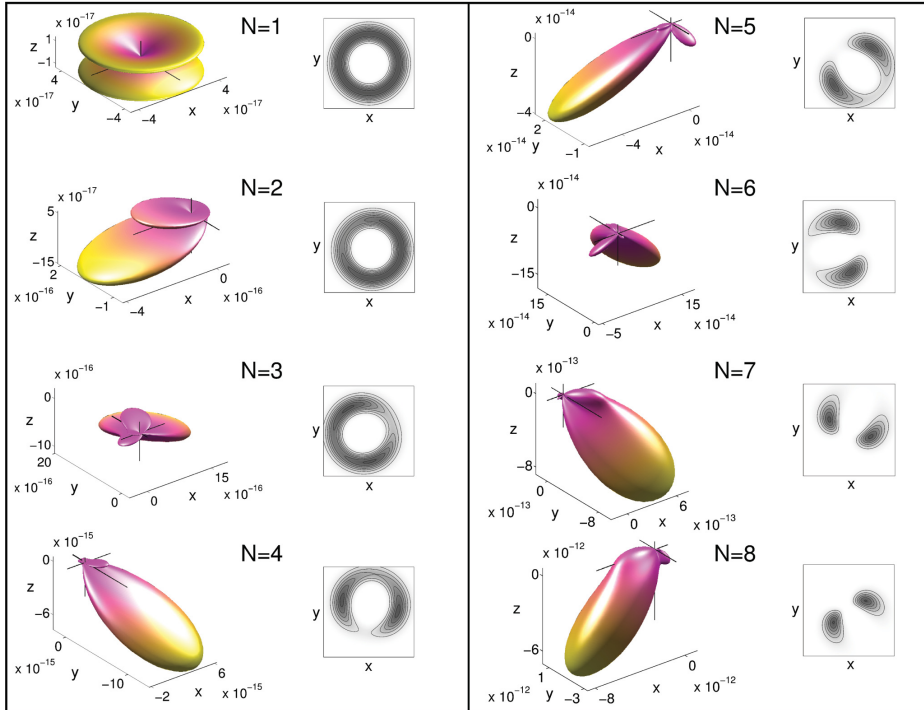 x 10⁻¹⁷
N=1
1
z
-1
4
x 10⁻¹⁷
y
-4
-4
x
4
x 10⁻¹⁷
y
x
x 10⁻¹⁷
N=2
5
z
-15
2
x 10⁻¹⁶
y
-1
-4
x
0
x 10⁻¹⁶
y
x
x 10⁻¹⁶
N=3
0
z
-10
20
x 10⁻¹⁶
y
0
0
x
15
x 10⁻¹⁶
y
x
x 10⁻¹⁵
N=4
0
z
-6
0
x 10⁻¹⁵
y
-10
-2
x
6
x 10⁻¹⁵
y
x
x 10⁻¹⁴
N=5
0
z
-4
2
x 10⁻¹⁴
y
-1
-4
x
0
x 10⁻¹⁴
y
x
x 10⁻¹⁴
N=6
0
z
-15
15
x 10⁻¹⁴
y
0
-5
x
15
x 10⁻¹⁴
y
x
x 10⁻¹³
N=7
0
z
-8
0
x 10⁻¹³
y
-8
0
x
6
x 10⁻¹³
y
x
x 10⁻¹²
N=8
0
z
-6
1
x 10⁻¹²
y
-3
-8
x
0
x 10⁻¹²
y
x